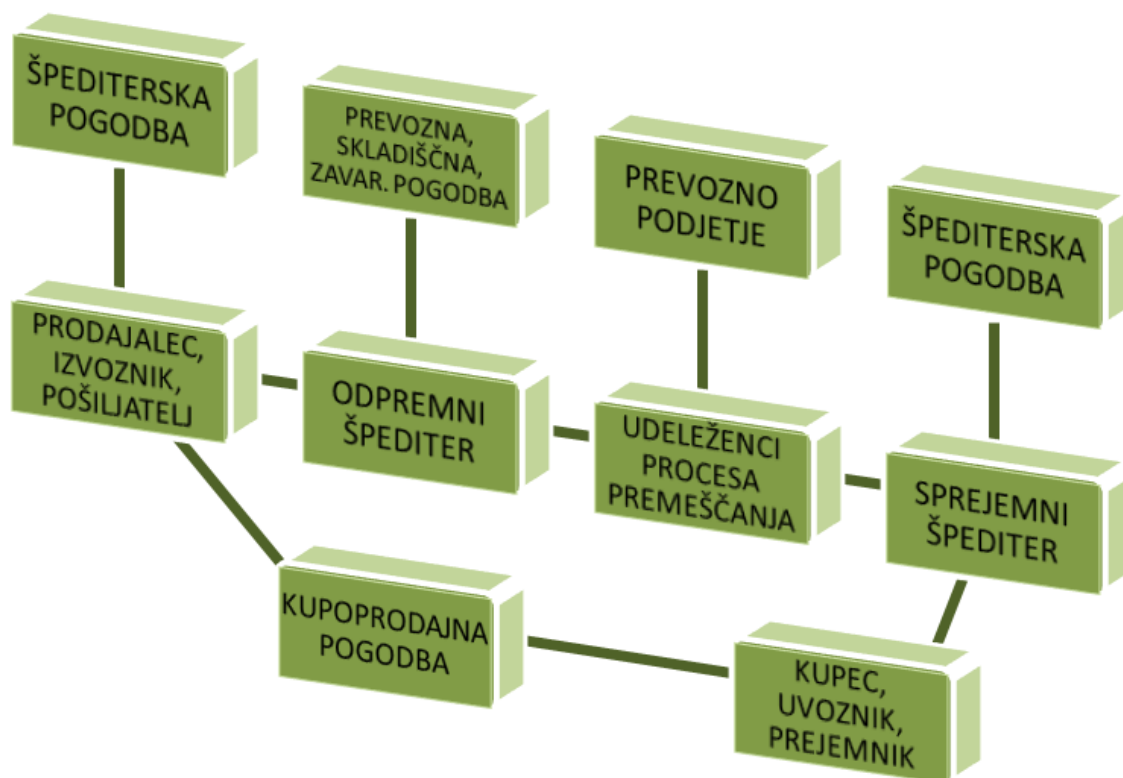 ŠPEDITERSKA
POGODBA
PREVOZNA,
SKLADIŠČNA,
ZAVAR. POGODBA
PREVOZNO
PODJETJE
ŠPEDITERSKA
POGODBA
PRODAJALEC,
IZVOZNIK,
POŠILJATELJ
ODPREMNI
ŠPEDITER
UDELEŽENCI
PROCESA
PREMEŠČANJA
SPREJEMNI
ŠPEDITER
KUPOPRODAJNA
POGODBA
KUPEC,
UVOZNIK,
PREJEMNIK